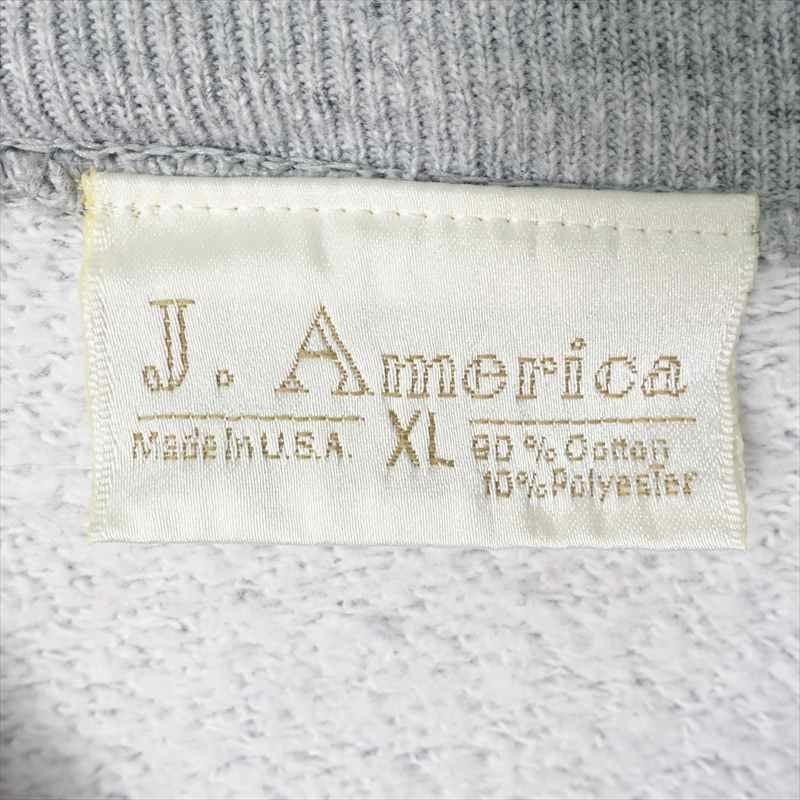 J. America
Made In U.S.A. XL 90% Cotton
10% Polyester